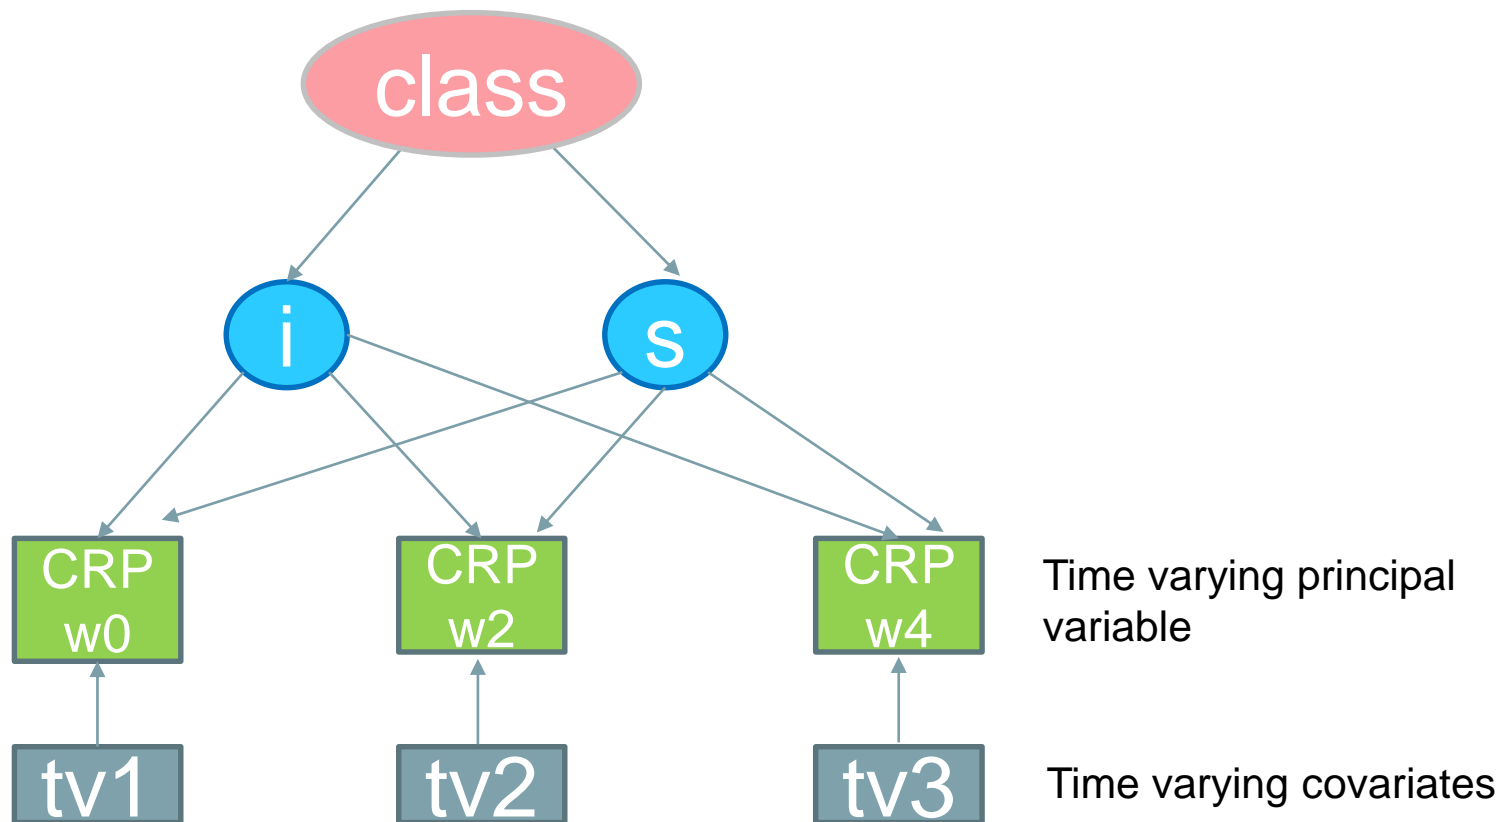 class
i
s
CRP
w0
CRP
w2
CRP
w4
Time varying principal
variable
tv1
tv2
tv3
Time varying covariates